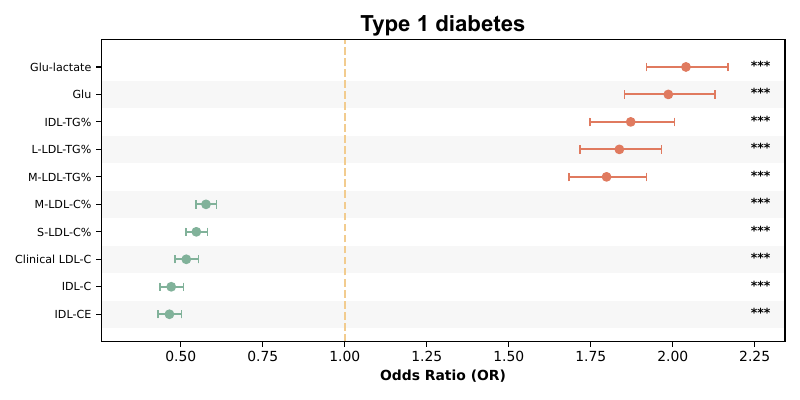 Type 1 diabetes
Glu-lactate ***
Glu ***
IDL-TG% ***
L-LDL-TG% ***
M-LDL-TG% ***
M-LDL-C% ***
S-LDL-C% ***
Clinical LDL-C ***
IDL-C ***
IDL-CE ***
0.50 0.75 1.00 1.25 1.50 1.75 2.00 2.25
Odds Ratio (OR)